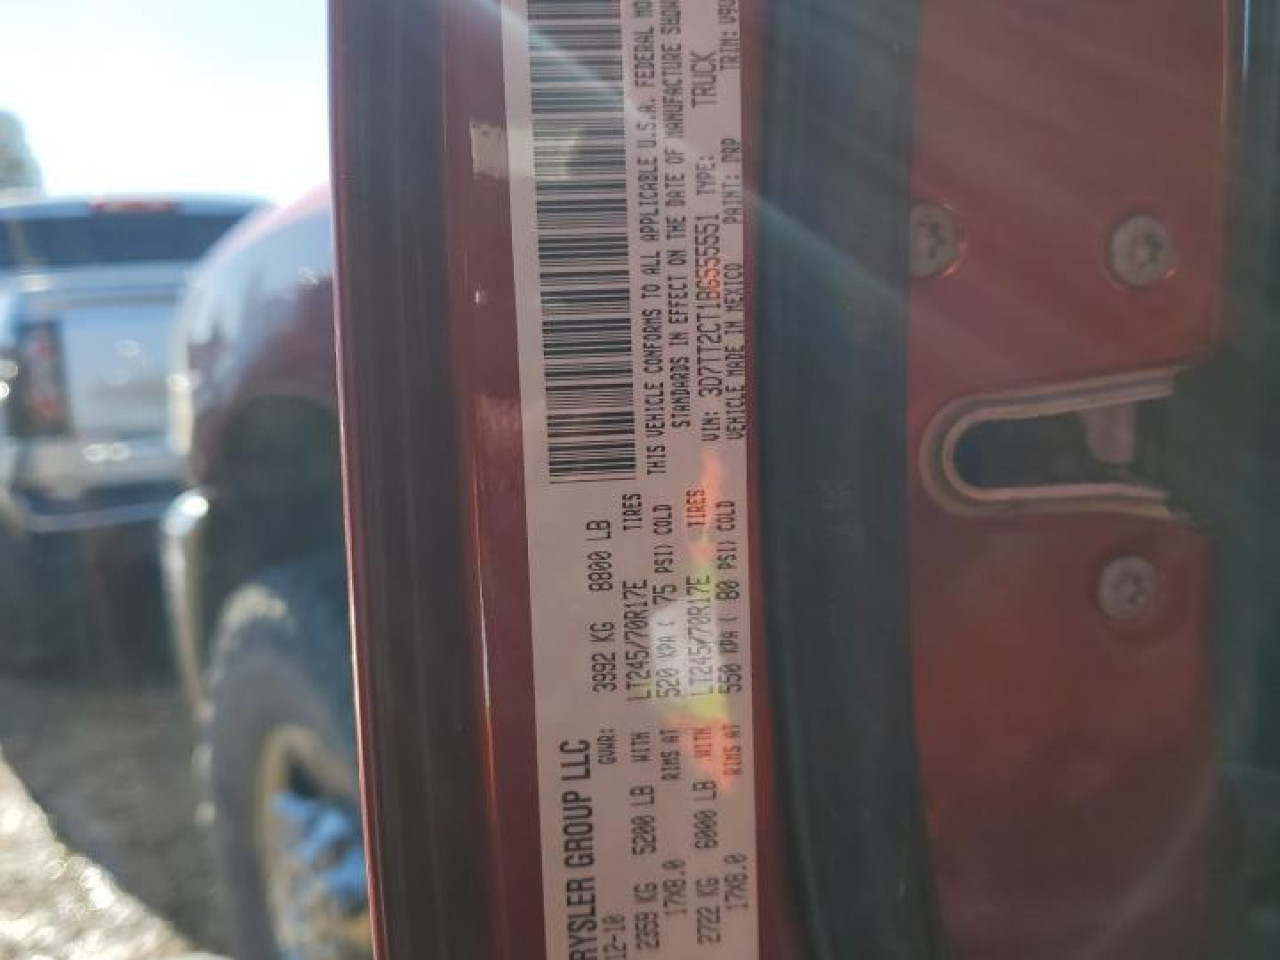 RYSLER GROUP LLC
12-10
GVWR:
3992 KG 8800 LB
2359 KG 5200 LB WITH
LT245/70R17E TIRES
17X8.0 RIMS AT
520 KPA ( 75 PSI) COLD
2722 KG 6000 LB WITH
LT245/70R17E TIRES
17X8.0 RIMS AT
550 KPA ( 80 PSI) COLD
THIS VEHICLE CONFORMS TO ALL APPLICABLE U.S.A. FEDERAL MO
STANDARDS IN EFFECT ON THE DATE OF MANUFACTURE SHOW
VIN: 3D7TT2CT1BG555551 TYPE: TRUCK
VEHICLE MADE IN MEXICO PAINT: PRP TRIM: